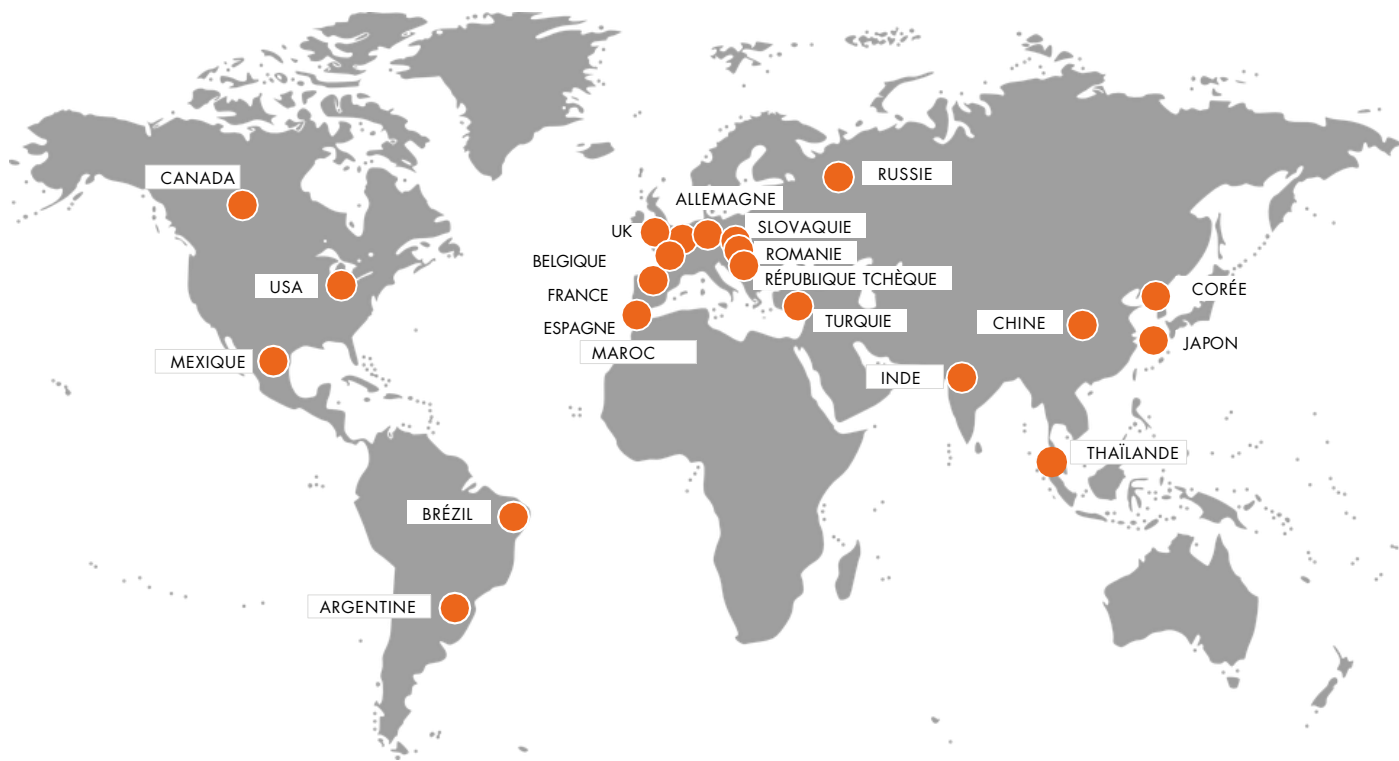 CANADA
RUSSIE
ALLEMAGNE
UK
SLOVAQUIE
ROMANIE
BELGIQUE
RÉPUBLIQUE TCHÈQUE
USA
FRANCE
CORÉE
ESPAGNE
TURQUIE
CHINE
JAPON
MAROC
MEXIQUE
INDE
THAÏLANDE
BRÉZIL
ARGENTINE